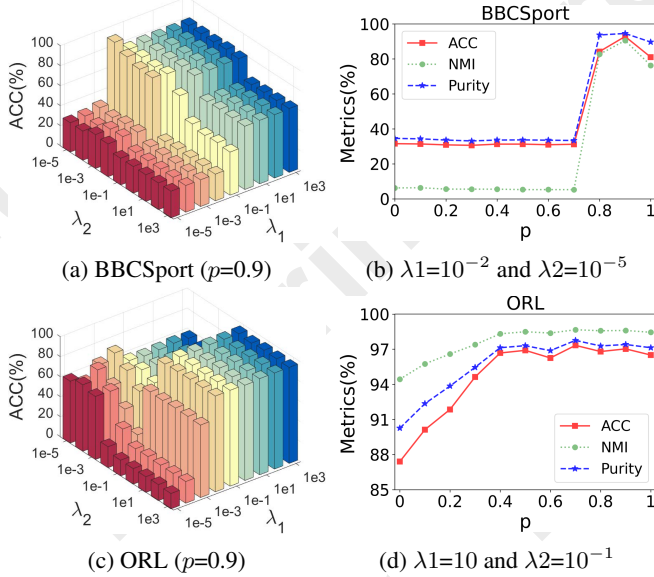 ACC(%)
100
80
60
40
20
0
1e-5
1e-3
1e-1
1e1
1e3
λ2
1e-5
1e-3
1e-1
1e1
1e3
λ1
(a) BBCSport (p=0.9)
BBCSport
Metrics(%)
100
80
60
40
20
0
ACC
NMI
Purity
0 0.2 0.4 0.6 0.8 1
p
(b) λ1=10⁻² and λ2=10⁻⁵
ACC(%)
100
80
60
40
20
0
1e-5
1e-3
1e-1
1e1
1e3
λ2
1e-5
1e-3
1e-1
1e1
1e3
λ1
(c) ORL (p=0.9)
ORL
Metrics(%)
100
97
94
91
88
85
ACC
NMI
Purity
0 0.2 0.4 0.6 0.8 1
p
(d) λ1=10 and λ2=10⁻¹